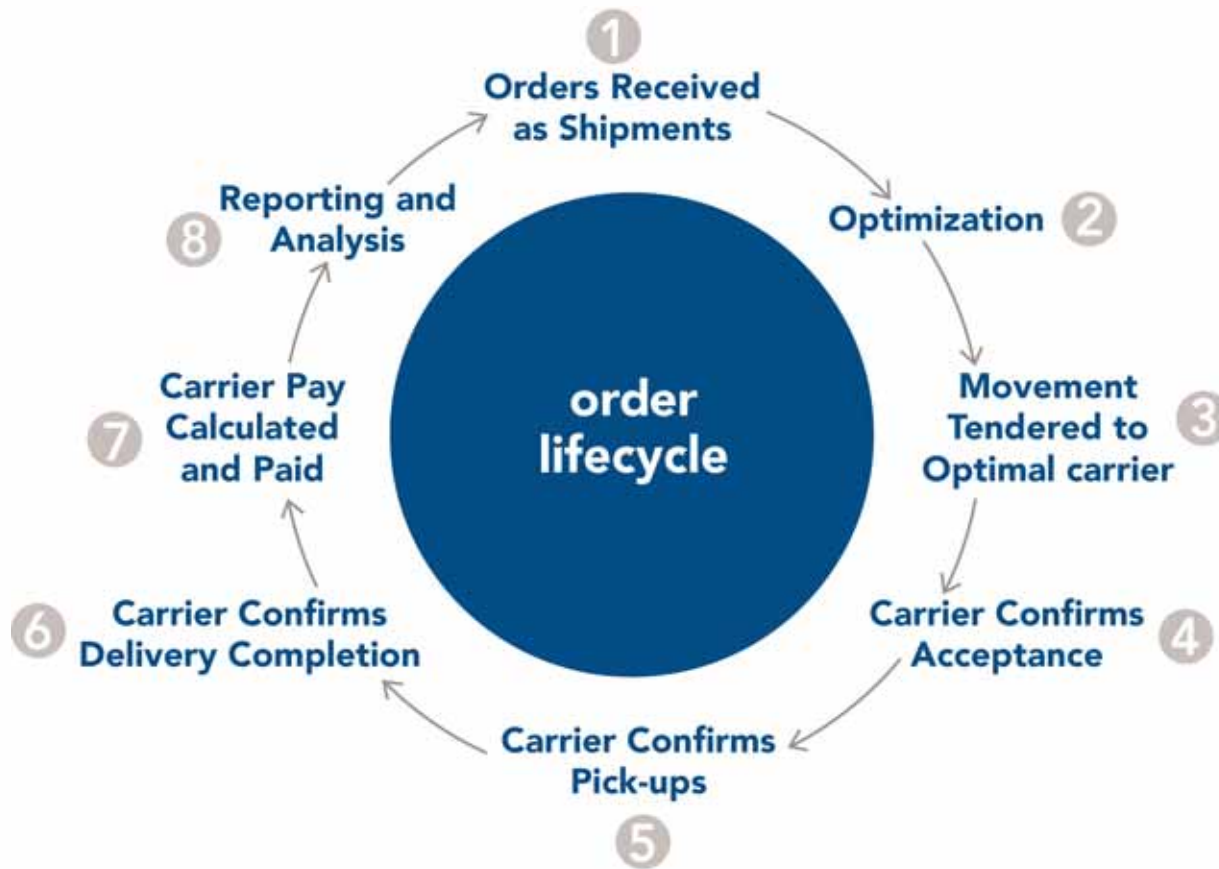 1
Orders Received
as Shipments
Optimization
2
Movement
Tendered to
Optimal carrier
3
Carrier Confirms
Acceptance
4
Carrier Confirms
Pick-ups
5
Carrier Confirms
Delivery Completion
6
Carrier Pay
Calculated
and Paid
7
Reporting and
Analysis
8
order
lifecycle